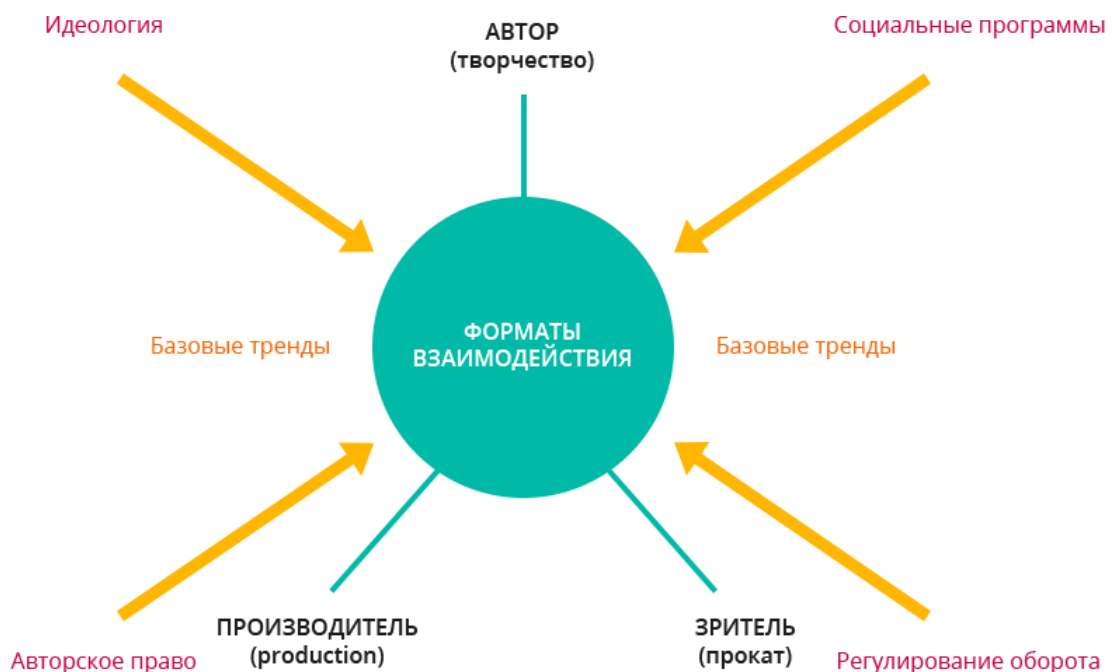 Идеология
АВТОР
(творчество)
Социальные программы
Базовые тренды
ФОРМАТЫ
ВЗАИМОДЕЙСТВИЯ
Базовые тренды
ПРОИЗВОДИТЕЛЬ
(production)
ЗРИТЕЛЬ
(прокат)
Авторское право
Регулирование оборота